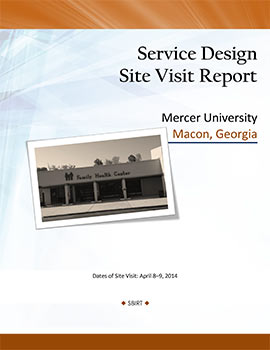 Service Design
Site Visit Report
Mercer University
Macon, Georgia
Family Health Center
Dates of Site Visit: April 8–9, 2014
◆ SBIRT ◆